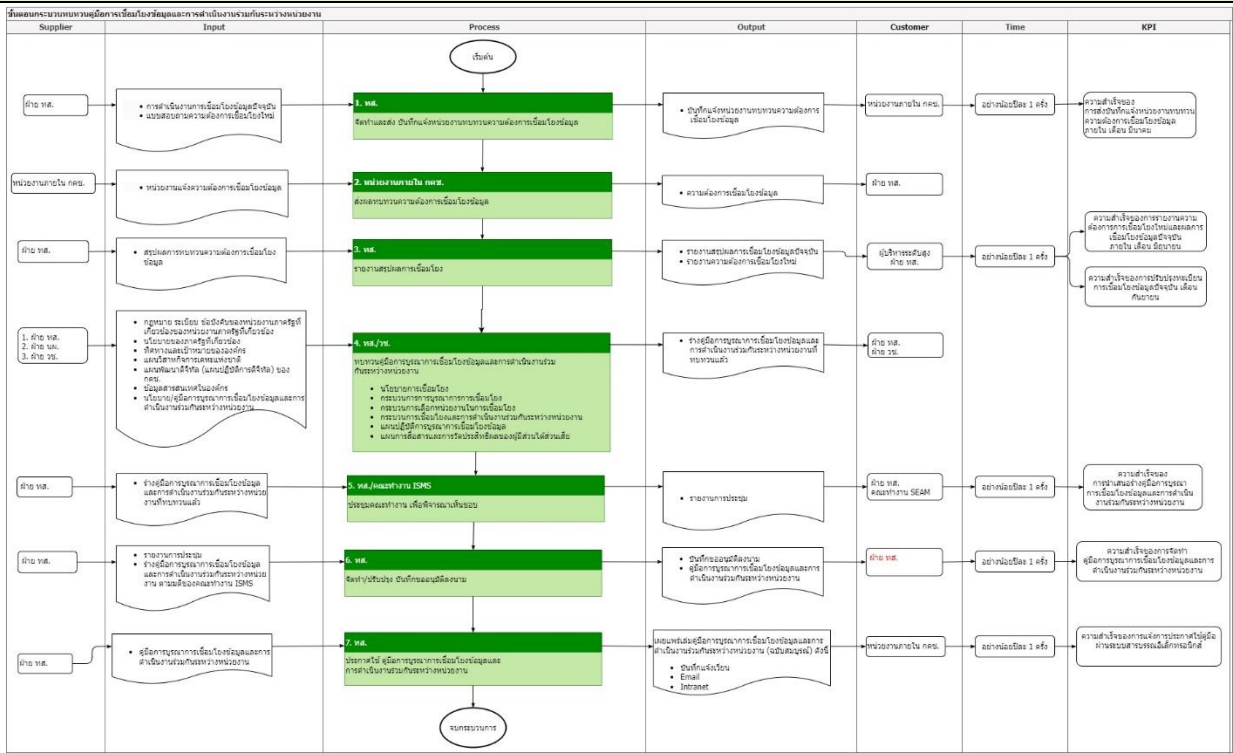 ขั้นตอนกระบวนทบทวนคู่มือการเชื่อมโยงข้อมูลและการดำเนินงานร่วมกันระหว่างหน่วยงาน
Supplier
Input
Process
Output
Customer
Time
KPI
เริ่มต้น
ฝ่าย ทส.
• การดำเนินงานการเชื่อมโยงข้อมูลปัจจุบัน
• แบบสอบถามความต้องการเชื่อมโยงใหม่
1. ทส.
จัดทำและส่ง บันทึกแจ้งหน่วยงานทบทวนความต้องการเชื่อมโยงข้อมูล
• บันทึกแจ้งหน่วยงานทบทวนความต้องการ
เชื่อมโยงข้อมูล
หน่วยงานภายใน กคช.
อย่างน้อยปีละ 1 ครั้ง
ความสำเร็จของ
การส่งบันทึกแจ้งหน่วยงานทบทวน
ความต้องการเชื่อมโยงข้อมูล
ภายใน เดือน มีนาคม
หน่วยงานภายใน กคช.
• หน่วยงานแจ้งความต้องการเชื่อมโยงข้อมูล
2. หน่วยงานภายใน กคช.
ส่งผลทบทวนความต้องการเชื่อมโยงข้อมูล
• ความต้องการเชื่อมโยงข้อมูล
ฝ่าย ทส.
ฝ่าย ทส.
• สรุปผลการทบทวนความต้องการเชื่อมโยง
ข้อมูล
3. ทส.
รายงานสรุปผลการเชื่อมโยง
• รายงานสรุปผลการเชื่อมโยงข้อมูลปัจจุบัน
• รายงานความต้องการเชื่อมโยงใหม่
ผู้บริหารระดับสูง
ฝ่าย ทส.
อย่างน้อยปีละ 1 ครั้ง
ความสำเร็จของการรายงานความ
ต้องการการเชื่อมโยงใหม่และผลการ
เชื่อมโยงข้อมูลปัจจุบัน
ภายใน เดือน มิถุนายน
ความสำเร็จของการปรับปรุงทะเบียน
การเชื่อมโยงข้อมูลปัจจุบัน เดือน
กันยายน
1. ฝ่าย ทส.
2. ฝ่าย นผ.
3. ฝ่าย วช.
• กฎหมาย ระเบียบ ข้อบังคับของหน่วยงานภาครัฐที่
เกี่ยวข้องของหน่วยงานภาครัฐที่เกี่ยวข้อง
• นโยบายของภาครัฐที่เกี่ยวข้อง
• ทิศทางและเป้าหมายขององค์กร
• แผนวิสาหกิจการเคหะแห่งชาติ
• แผนพัฒนาดิจิทัล (แผนปฏิบัติการดิจิทัล) ของ
กคช.
• ข้อมูลสารสนเทศในองค์กร
• นโยบาย/คู่มือการบูรณาการเชื่อมโยงข้อมูลและการ
ดำเนินงานร่วมกันระหว่างหน่วยงาน
4. ทส./วช.
ทบทวนคู่มือการบูรณาการเชื่อมโยงข้อมูลและการดำเนินงานร่วม
กันระหว่างหน่วยงาน
• นโยบายการเชื่อมโยง
• กระบวนการการบูรณาการการเชื่อมโยง
• กระบวนการเลือกหน่วยงานในการเชื่อมโยง
• กระบวนการเชื่อมโยงและการดำเนินงานร่วมกันระหว่างหน่วยงาน
• แผนปฏิบัติการบูรณาการเชื่อมโยงข้อมูล
• แผนการสื่อสารและการวัดประสิทธิผลของผู้มีส่วนได้ส่วนเสีย
• ร่างคู่มือการบูรณาการเชื่อมโยงข้อมูลและ
การดำเนินงานร่วมกันระหว่างหน่วยงานที่
ทบทวนแล้ว
ฝ่าย ทส.
ฝ่าย วช.
ฝ่าย ทส.
• ร่างคู่มือการบูรณาการเชื่อมโยงข้อมูล
และการดำเนินงานร่วมกันระหว่างหน่วย
งานที่ทบทวนแล้ว
5. ทส./คณะทำงาน ISMS
ประชุมคณะทำงาน เพื่อพิจารณาเห็นชอบ
• รายงานการประชุม
ฝ่าย ทส.
คณะทำงาน SEAM
อย่างน้อยปีละ 1 ครั้ง
ความสำเร็จของ
การนำเสนอร่างคู่มือการบูรณา
การเชื่อมโยงข้อมูลและการดำเนิน
งานร่วมกันระหว่างหน่วยงาน
ฝ่าย ทส.
• รายงานการประชุม
• ร่างคู่มือการบูรณาการเชื่อมโยงข้อมูล
และการดำเนินงานร่วมกันระหว่างหน่วย
งาน ตามมติของคณะทำงาน ISMS
6. ทส.
จัดทำ/ปรับปรุง บันทึกขออนุมัติลงนาม
• บันทึกขออนุมัติลงนาม
• คู่มือการบูรณาการเชื่อมโยงข้อมูลและการ
ดำเนินงานร่วมกันระหว่างหน่วยงาน
ฝ่าย ทส.
อย่างน้อยปีละ 1 ครั้ง
ความสำเร็จของการจัดทำ
คู่มือการบูรณาการเชื่อมโยงข้อมูลและการ
ดำเนินงานร่วมกันระหว่างหน่วยงาน
ฝ่าย ทส.
• คู่มือการบูรณาการเชื่อมโยงข้อมูลและการ
ดำเนินงานร่วมกันระหว่างหน่วยงาน
7. ทส.
ประกาศใช้ คู่มือการบูรณาการเชื่อมโยงข้อมูลและ
การดำเนินงานร่วมกันระหว่างหน่วยงาน
เผยแพร่เล่มคู่มือการบูรณาการเชื่อมโยงข้อมูลและการ
ดำเนินงานร่วมกันระหว่างหน่วยงาน (ฉบับสมบูรณ์) ดังนี้
• บันทึกแจ้งเวียน
• Email
• Intranet
หน่วยงานภายใน กคช.
อย่างน้อยปีละ 1 ครั้ง
ความสำเร็จของการแจ้งการประกาศใช้คู่มือ
ผ่านระบบสารบรรณอิเล็กทรอนิกส์
จบกระบวนการ